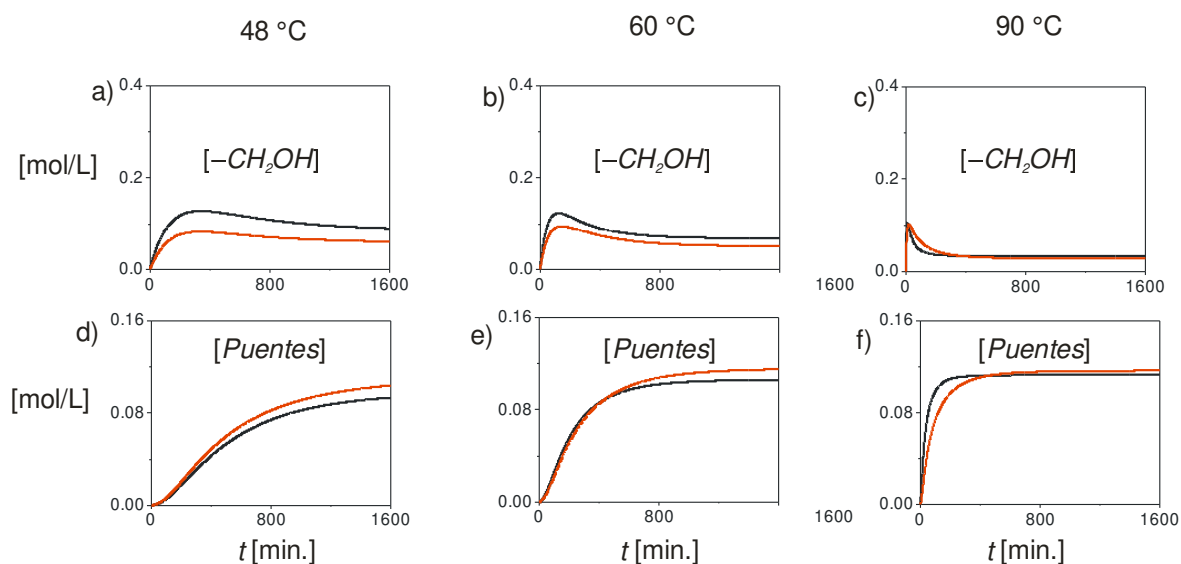 48 °C 60 °C 90 °C
a) b) c)
0.4 0.4 0.4
[–CH₂OH] [–CH₂OH] [–CH₂OH]
[mol/L]
0.2 0.2 0.2
0.0 0.0 0.0
0 800 1600 0 800 1600 0 800 1600
d) e) f)
0.16 0.16 0.16
[Puentes] [Puentes] [Puentes]
[mol/L]
0.08 0.08 0.08
0.00 0.00 0.00
0 800 1600 0 800 1600 0 800 1600
t [min.] t [min.] t [min.]